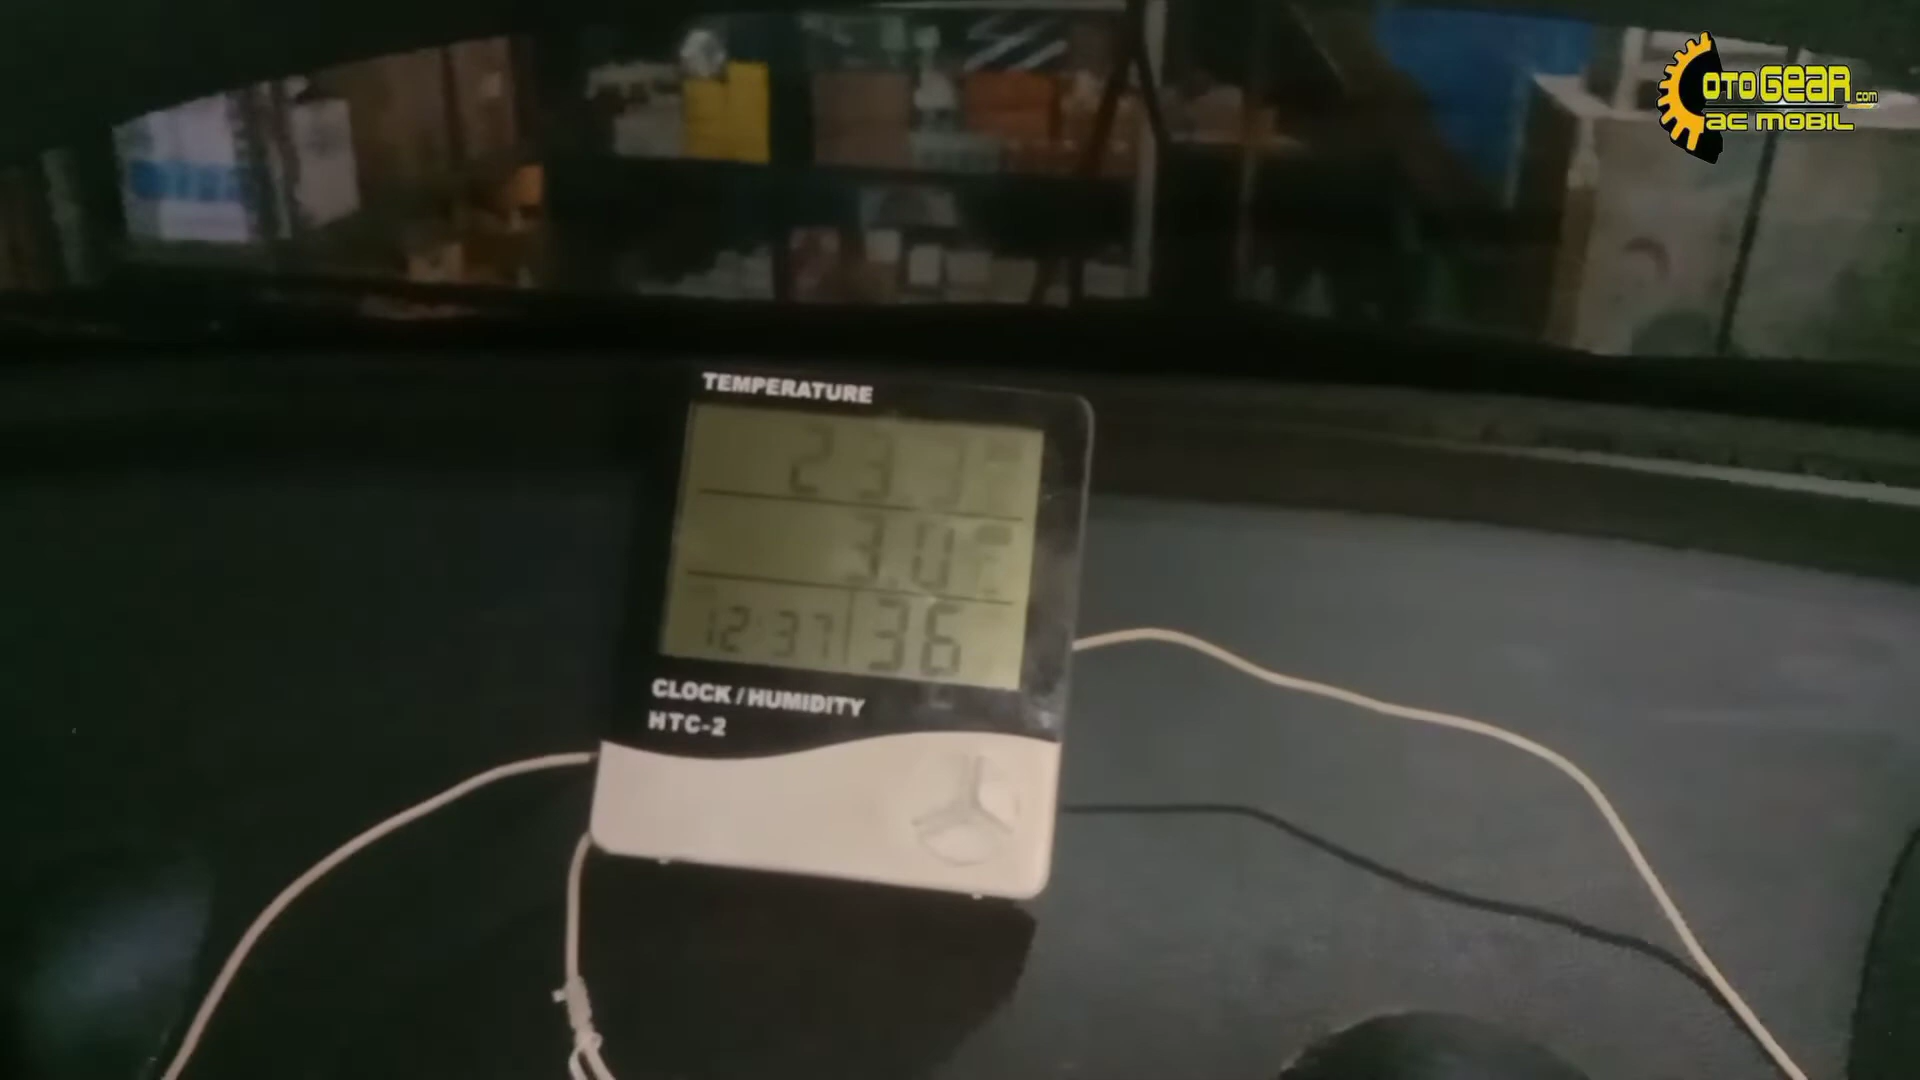 OTOGEAR.COM
AC MOBIL
TEMPERATURE
23.3
3.0
12:37 36
CLOCK/HUMIDITY
HTC-2